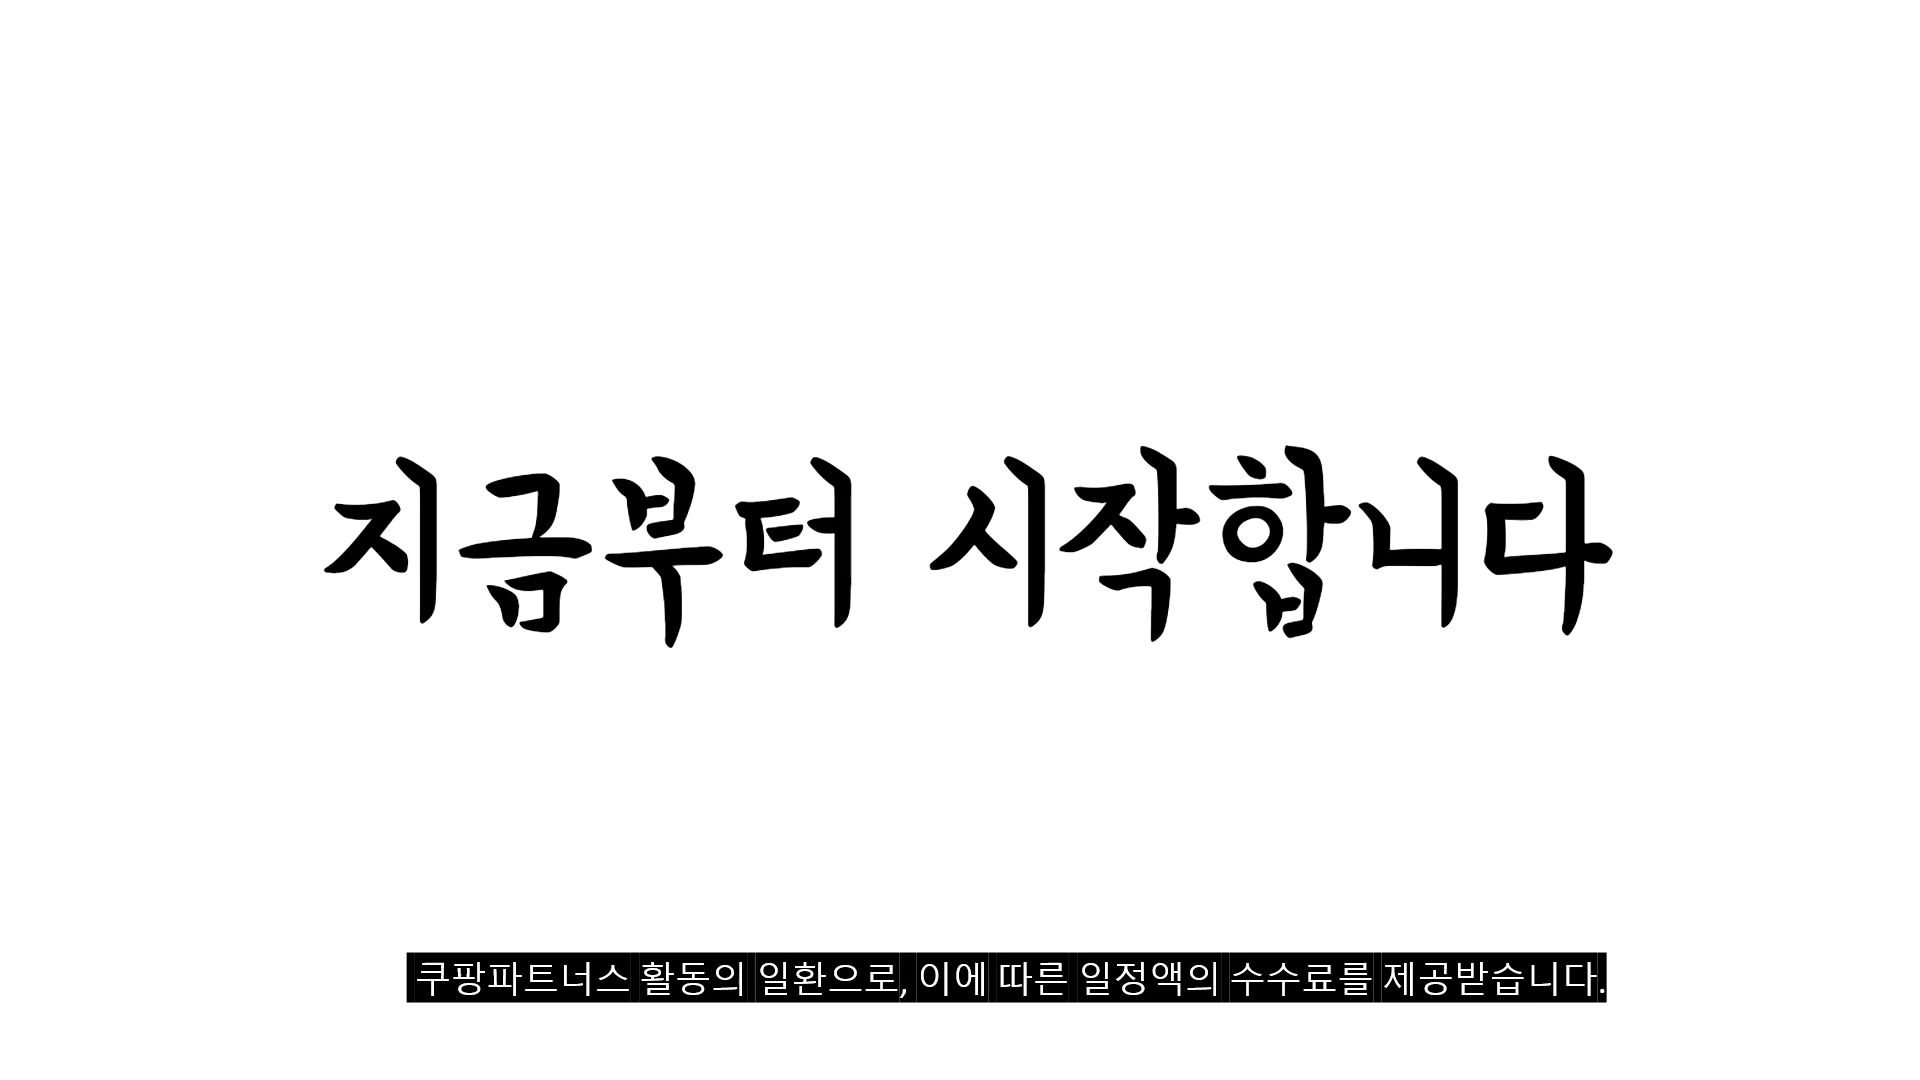 지금부터 시작합니다
쿠팡파트너스 활동의 일환으로, 이에 따른 일정액의 수수료를 제공받습니다.